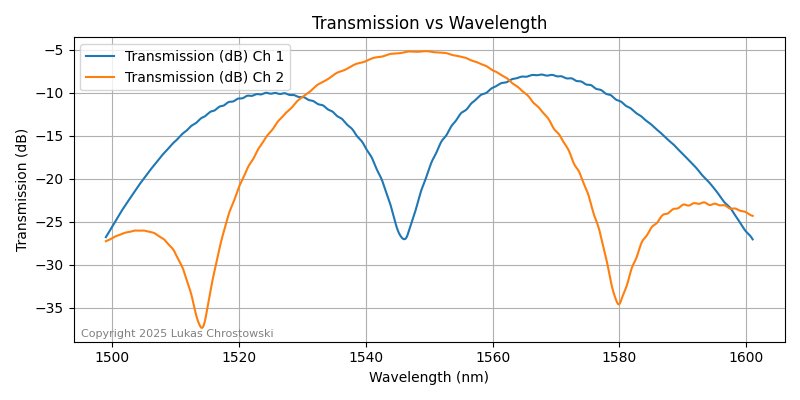 Transmission vs Wavelength
Transmission (dB) Ch 1
Transmission (dB) Ch 2
Transmission (dB)
−5
−10
−15
−20
−25
−30
−35
Copyright 2025 Lukas Chrostowski
1500 1520 1540 1560 1580 1600
Wavelength (nm)